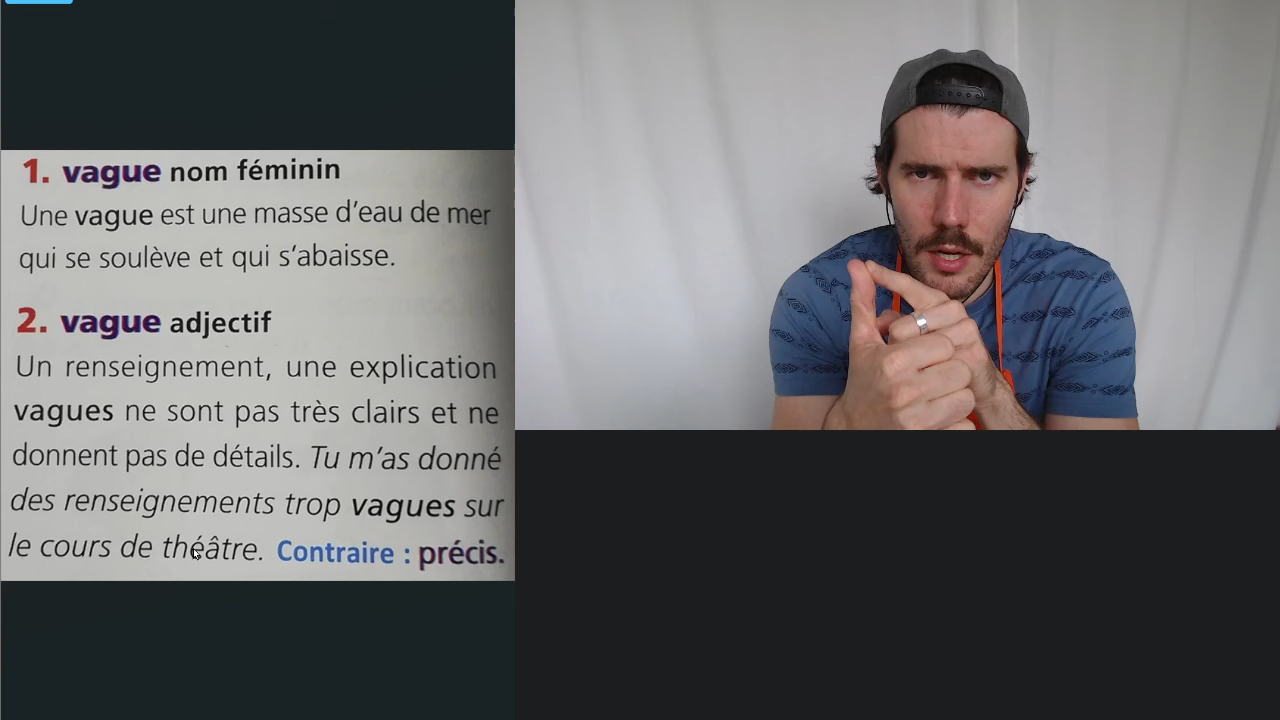 1. vague nom féminin
Une vague est une masse d'eau de mer
qui se soulève et qui s'abaisse.
2. vague adjectif
Un renseignement, une explication
vagues ne sont pas très clairs et ne
donnent pas de détails. Tu m'as donné
des renseignements trop vagues sur
le cours de théâtre. Contraire : précis.